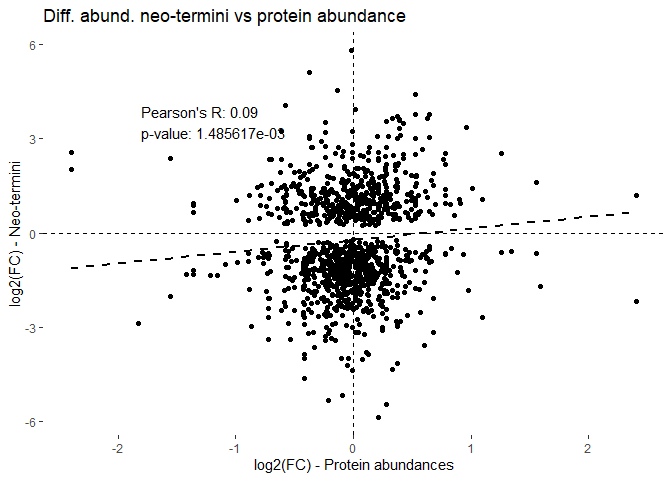 Diff. abund. neo-termini vs protein abundance
6
Pearson's R: 0.09
p-value: 1.485617e-03
3
0
-3
-6
log2(FC) - Neo-termini
-2
-1
0
1
2
log2(FC) - Protein abundances